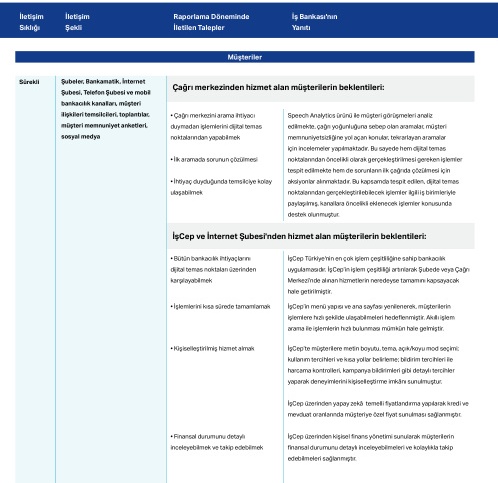 İletişim Sıklığı
İletişim Şekli
Raporlama Döneminde İletilen Talepler
İş Bankası'nın Yanıtı
Müşteriler
Sürekli
Şubeler, Bankamatik, İnternet
Şubesi, Telefon Şubesi ve mobil
bankacılık kanalları, müşteri
ilişkileri temsilcileri, toplantılar,
müşteri memnuniyet anketleri,
sosyal medya
Çağrı merkezinden hizmet alan müşterilerin beklentileri:
• Çağrı merkezini arama ihtiyacı
duymadan işlemlerini dijital temas
noktalarından yapabilmek
• İlk aramada sorunun çözülmesi
• İhtiyaç duyduğunda temsilciye kolay
ulaşabilmek
Speech Analytics ürünü ile müşteri görüşmeleri analiz
edilmekte, çağrı yoğunluğuna sebep olan aramalar, müşteri
memnuniyetsizliğine yol açan konular, tekrarlayan aramalar
için incelemeler yapılmaktadır. Bu sayede hem dijital temas
noktalarından öncelikli olarak gerçekleştirilmesi gereken işlemler
tespit edilmekte hem de sorunların ilk çağrıda çözülmesi için
aksiyonlar alınmaktadır. Bu kapsamda tespit edilen, dijital temas
noktalarından gerçekleştirilebilecek işlemler ilgili iş birimleriyle
paylaşılmış, kanallara öncelikli eklenecek işlemler konusunda
destek olunmuştur.
İşCep ve İnternet Şubesi'nden hizmet alan müşterilerin beklentileri:
• Bütün bankacılık ihtiyaçlarını
dijital temas noktaları üzerinden
karşılayabilmek
İşCep Türkiye'nin en çok işlem çeşitliliğine sahip bankacılık
uygulamasıdır. İşCep'in işlem çeşitliliği artırılarak Şubede veya Çağrı
Merkezi'nde alınan hizmetlerin neredeyse tamamını kapsayacak
hale getirilmiştir.
• İşlemlerini kısa sürede tamamlamak
İşCep'in menü yapısı ve ana sayfası yenilenerek, müşterilerin
işlemlere hızlı şekilde ulaşabilmeleri hedeflenmiştir. Akıllı işlem
arama ile işlemlerin hızlı bulunması mümkün hale gelmiştir.
• Kişiselleştirilmiş hizmet almak
İşCep'te müşterilere metin boyutu, tema, açık/koyu mod seçimi;
kullanım tercihleri ve kısa yollar belirleme; bildirim tercihleri ile
harcama kontrolleri, kampanya bildirimleri gibi detaylı tercihler
yaparak deneyimlerini kişiselleştirme imkânı sunulmuştur.
İşCep üzerinden yapay zekâ temelli fiyatlandırma yapılarak kredi ve
mevduat oranlarında müşteriye özel fiyat sunulması sağlanmıştır.
• Finansal durumunu detaylı
inceleyebilmek ve takip edebilmek
İşCep üzerinden kişisel finans yönetimi sunularak müşterilerin
finansal durumunu detaylı inceleyebilmeleri ve kolaylıkla takip
edebilmeleri sağlanmıştır.